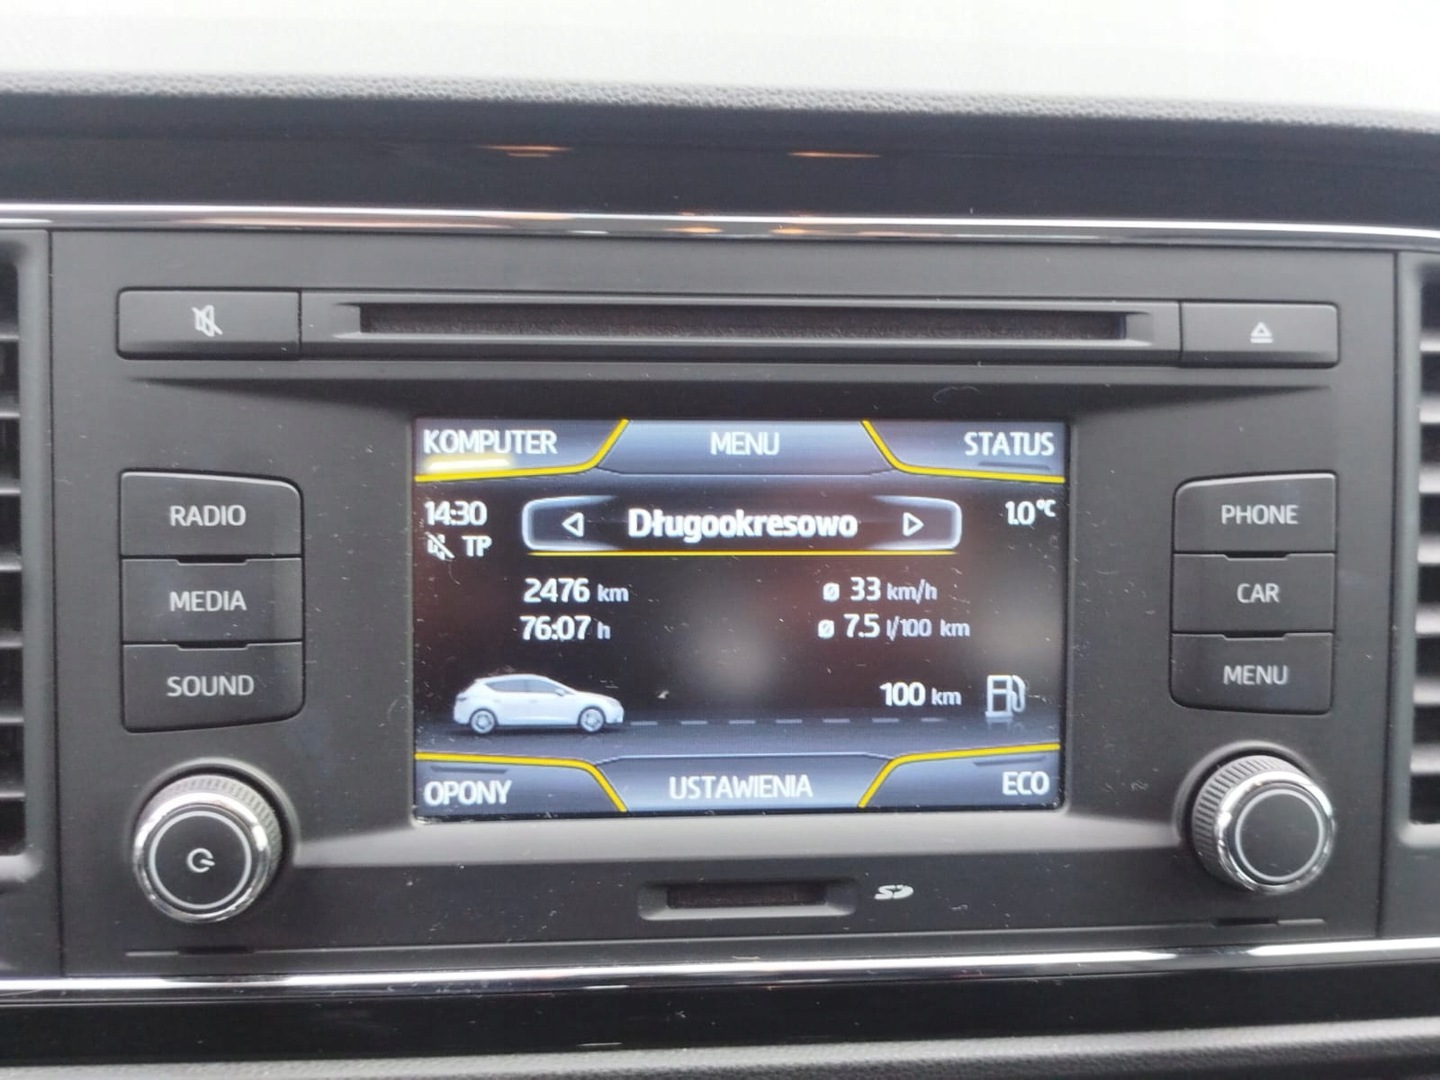 KOMPUTER MENU STATUS
14:30 Długookresowo 1.0°C
TP
2476 km ø 33 km/h
76:07 h ø 7.5 l/100 km
100 km
OPONY USTAWIENIA ECO
RADIO
MEDIA
SOUND
PHONE
CAR
MENU
SD